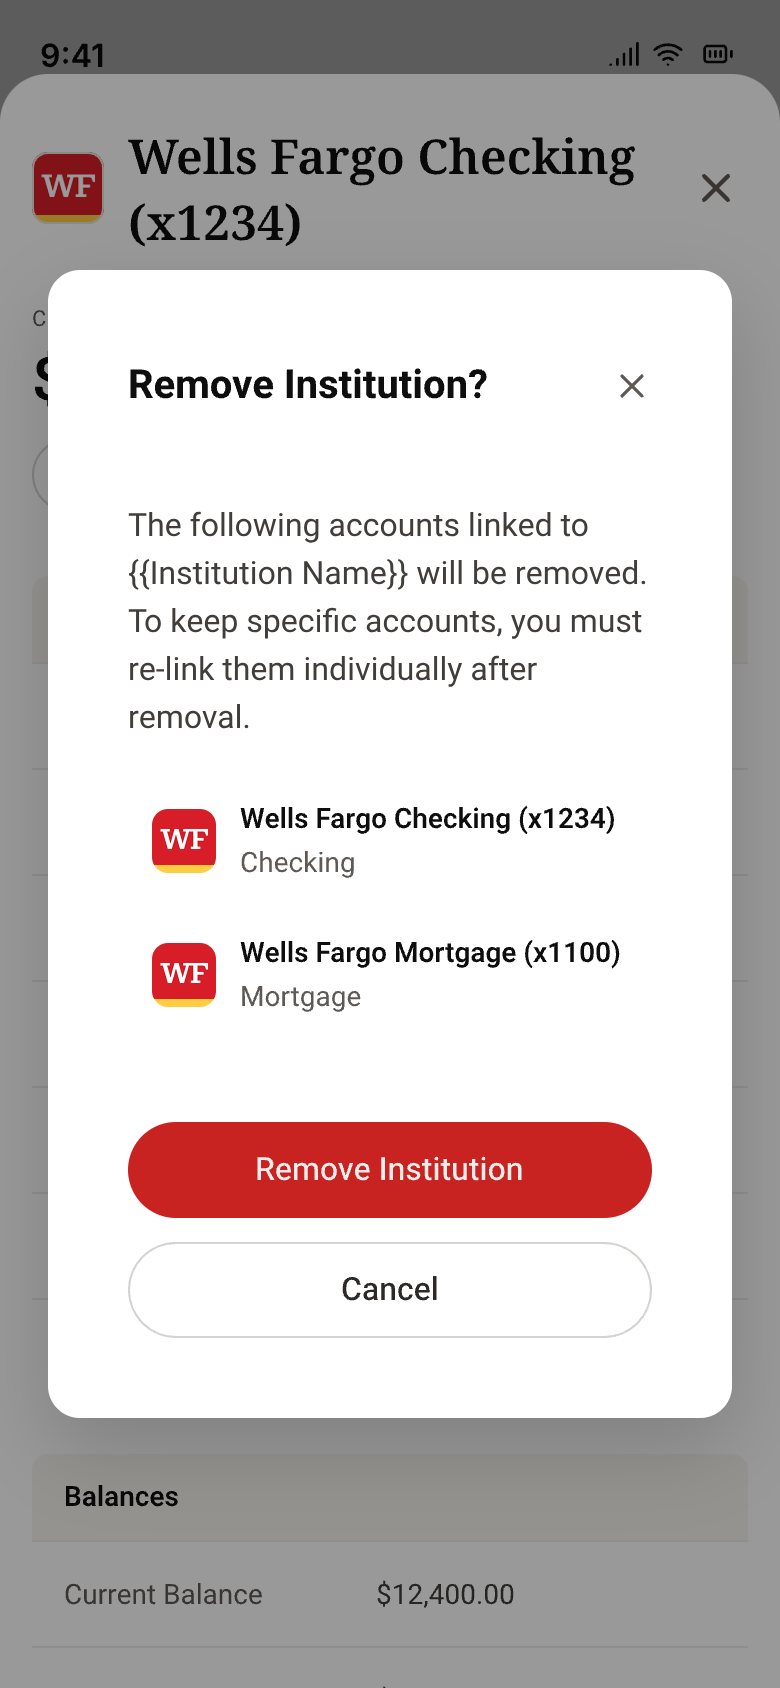 9:41
WF
Wells Fargo Checking
(x1234)
C
$
Remove Institution?
The following accounts linked to
{{Institution Name}} will be removed.
To keep specific accounts, you must
re-link them individually after
removal.
WF
Wells Fargo Checking (x1234)
Checking
WF
Wells Fargo Mortgage (x1100)
Mortgage
Remove Institution
Cancel
Balances
Current Balance $12,400.00